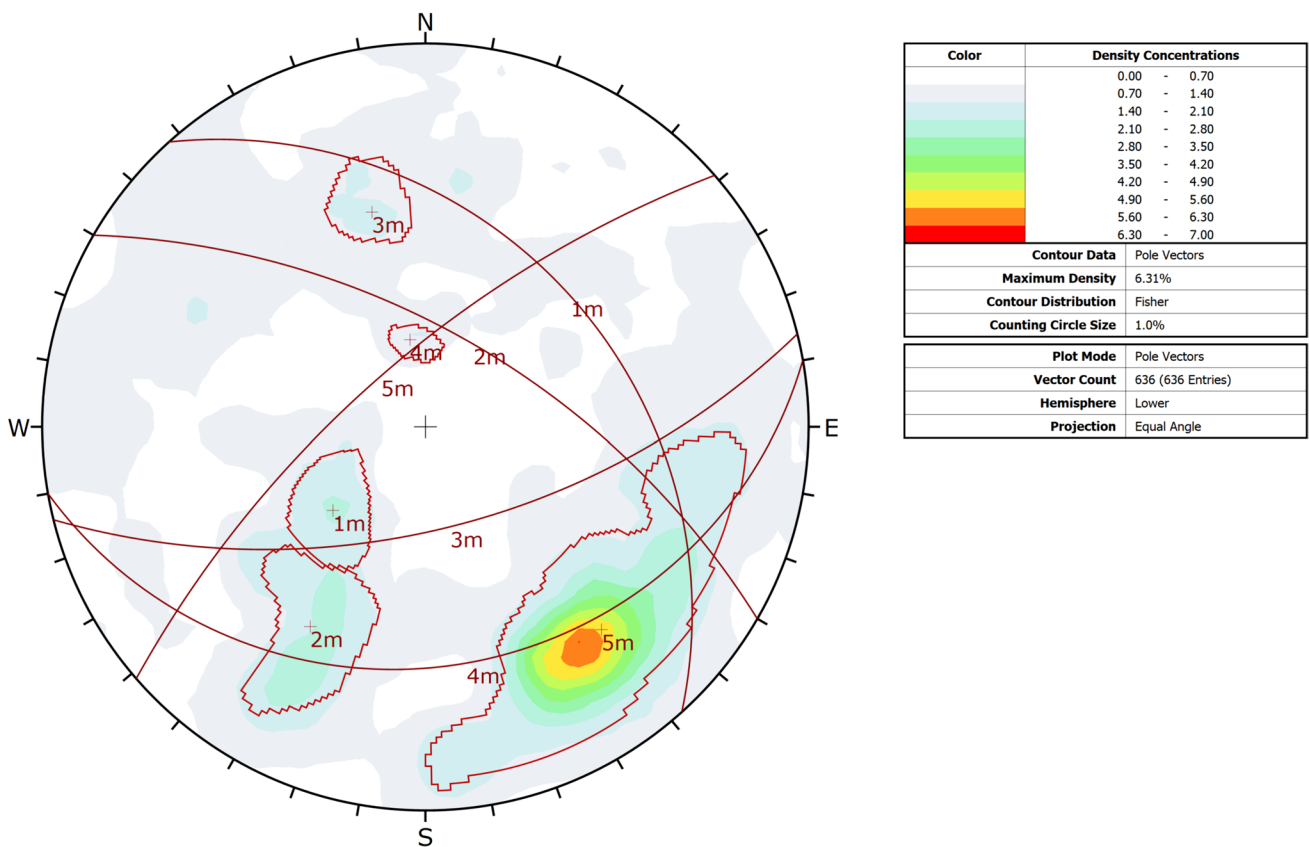 N
W
E
S
1m
2m
3m
4m
5m
3m
4m
1m
2m
5m
Color Density Concentrations
0.00 - 0.70
0.70 - 1.40
1.40 - 2.10
2.10 - 2.80
2.80 - 3.50
3.50 - 4.20
4.20 - 4.90
4.90 - 5.60
5.60 - 6.30
6.30 - 7.00
Contour Data Pole Vectors
Maximum Density 6.31%
Contour Distribution Fisher
Counting Circle Size 1.0%
Plot Mode Pole Vectors
Vector Count 636 (636 Entries)
Hemisphere Lower
Projection Equal Angle